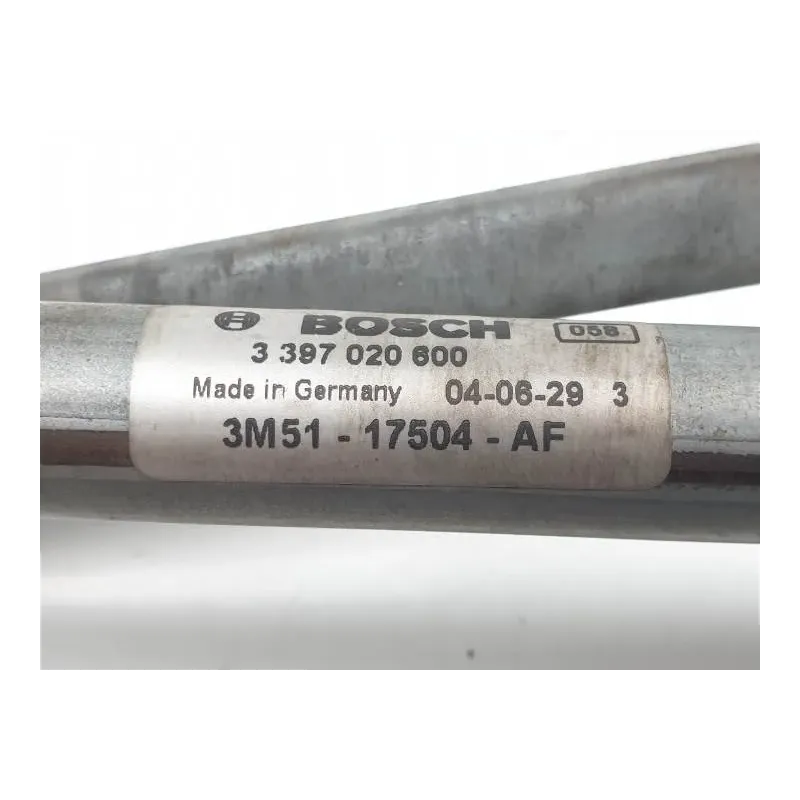 BOSCH 058
3 397 020 600
Made in Germany 04-06-29 3
3M51 - 17504 - AF